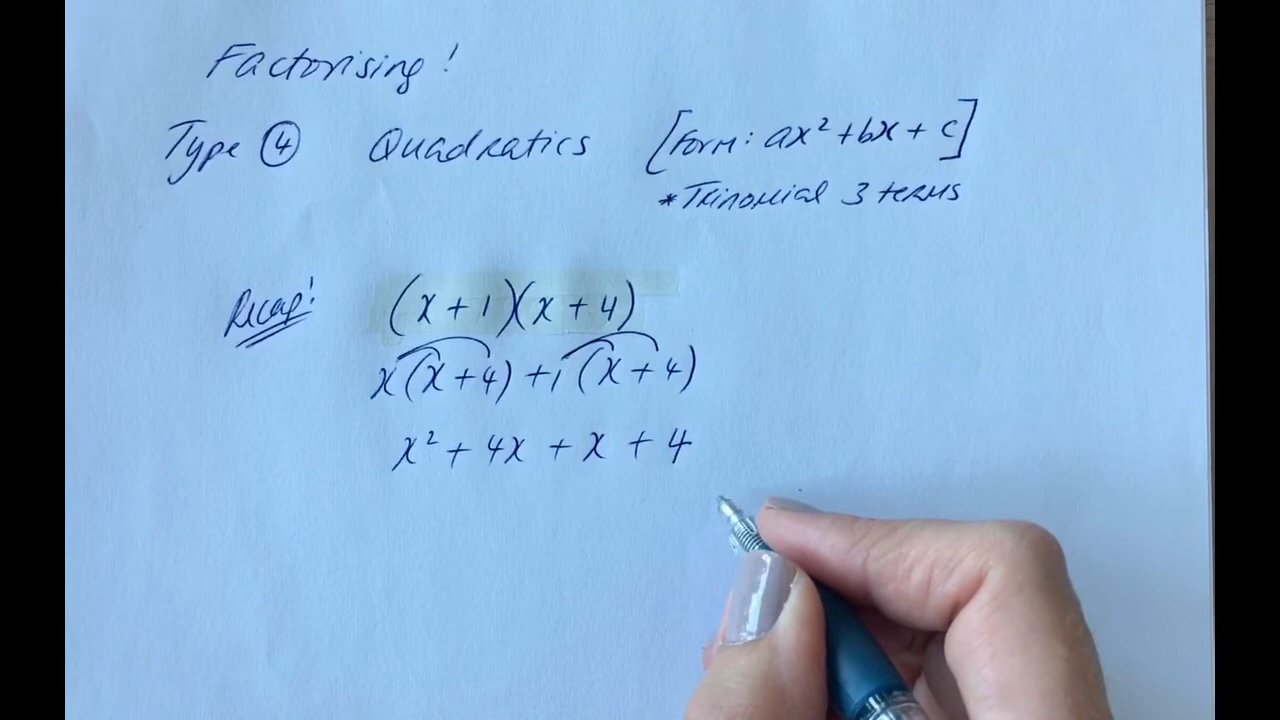 Factorising!
Type ④ Quadratics [Form: ax² + bx + c]
*Trinomial 3 terms
Recap! (x + 1)(x + 4)
x(x + 4) + 1(x + 4)
x² + 4x + x + 4